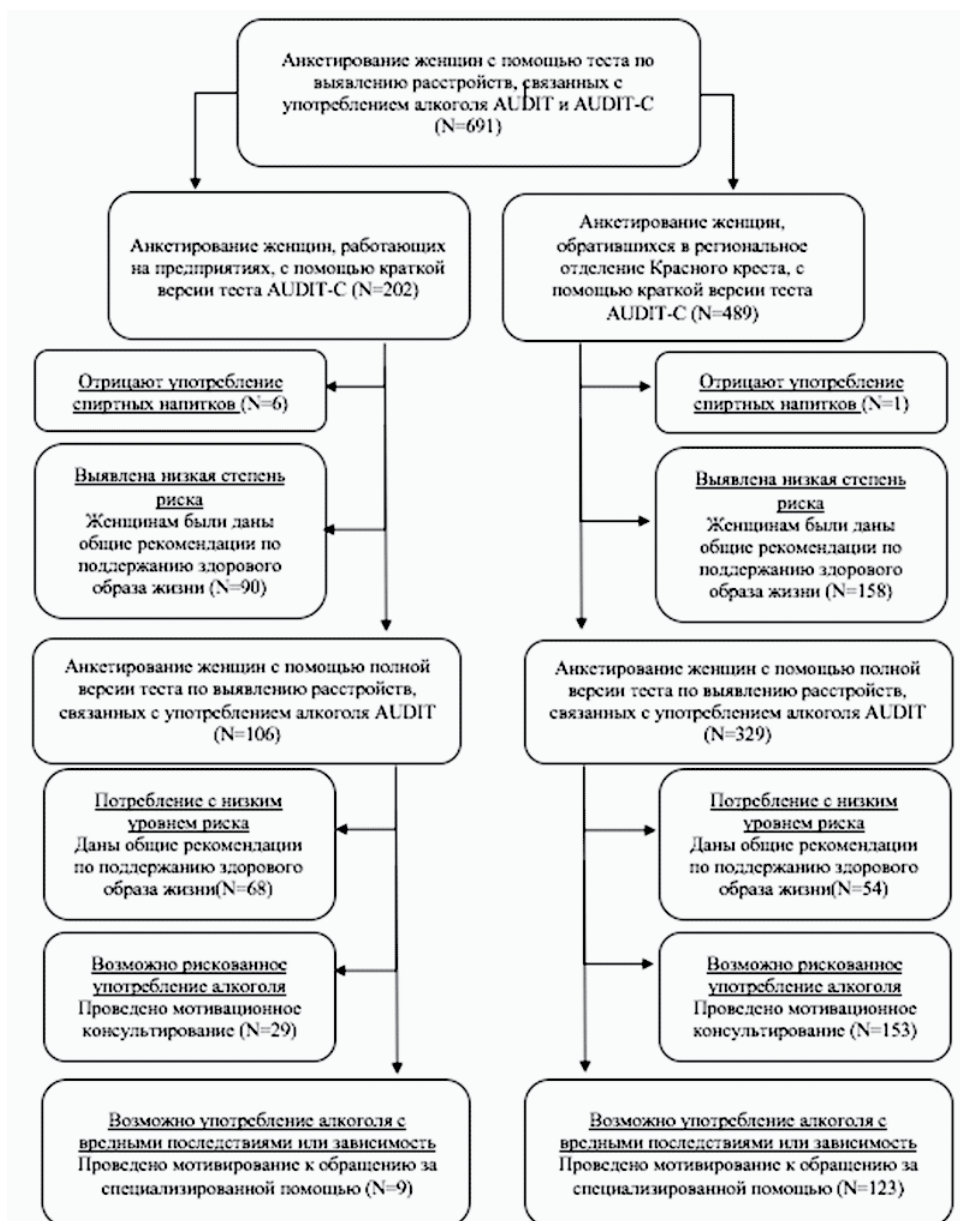 Анкетирование женщин с помощью теста по
выявлению расстройств, связанных с
употреблением алкоголя AUDIT и AUDIT-C
(N=691)
Анкетирование женщин, работающих
на предприятиях, с помощью краткой
версии теста AUDIT-C (N=202)
Анкетирование женщин,
обратившихся в региональное
отделение Красного креста, с
помощью краткой версии теста
AUDIT-C (N=489)
Отрицают употребление
спиртных напитков (N=6)
Отрицают употребление
спиртных напитков (N=1)
Выявлена низкая степень
риска
Женщинам были даны
общие рекомендации по
поддержанию здорового
образа жизни (N=90)
Выявлена низкая степень
риска
Женщинам были даны
общие рекомендации по
поддержанию здорового
образа жизни (N=158)
Анкетирование женщин с помощью полной
версии теста по выявлению расстройств,
связанных с употреблением алкоголя AUDIT
(N=106)
Анкетирование женщин с помощью полной
версии теста по выявлению расстройств,
связанных с употреблением алкоголя AUDIT
(N=329)
Потребление с низким
уровнем риска
Даны общие рекомендации
по поддержанию здорового
образа жизни(N=68)
Потребление с низким
уровнем риска
Даны общие рекомендации
по поддержанию здорового
образа жизни(N=54)
Возможно рискованное
употребление алкоголя
Проведено мотивационное
консультирование (N=29)
Возможно рискованное
употребление алкоголя
Проведено мотивационное
консультирование (N=153)
Возможно употребление алкоголя с
вредными последствиями или зависимость
Проведено мотивирование к обращению за
специализированной помощью (N=9)
Возможно употребление алкоголя с
вредными последствиями или зависимость
Проведено мотивирование к обращению за
специализированной помощью (N=123)